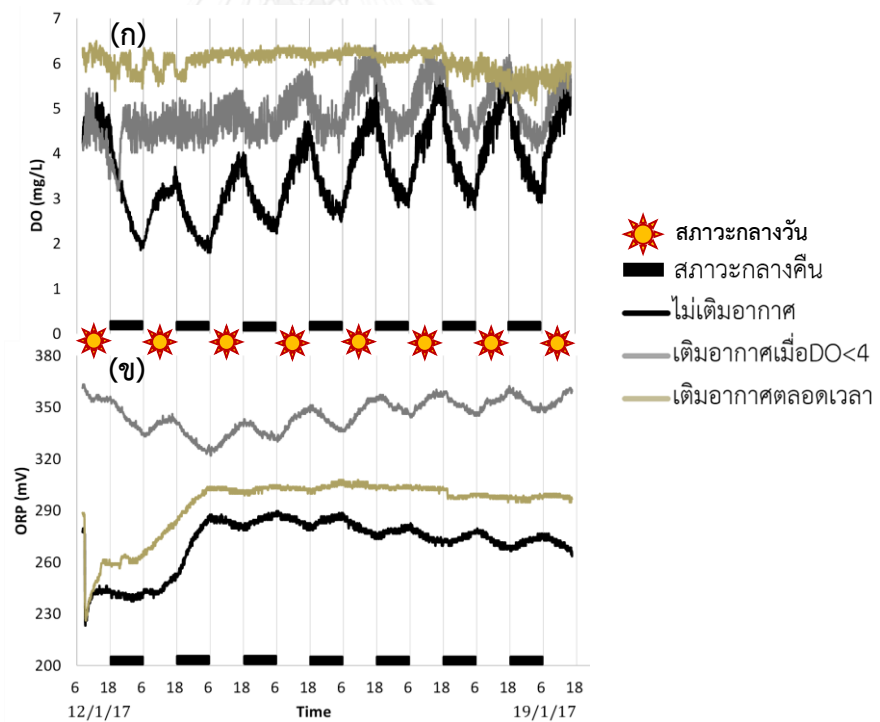 (ก)
7
6
5
4
3
2
1
0
DO (mg/L)
(ข)
380
350
320
290
260
230
200
ORP (mV)
6 18 6 18 6 18 6 18 6 18 6 18 6 18 6 18
12/1/17 Time 19/1/17
สภาวะกลางวัน
สภาวะกลางคืน
ไม่เติมอากาศ
เติมอากาศเมื่อDO<4
เติมอากาศตลอดเวลา